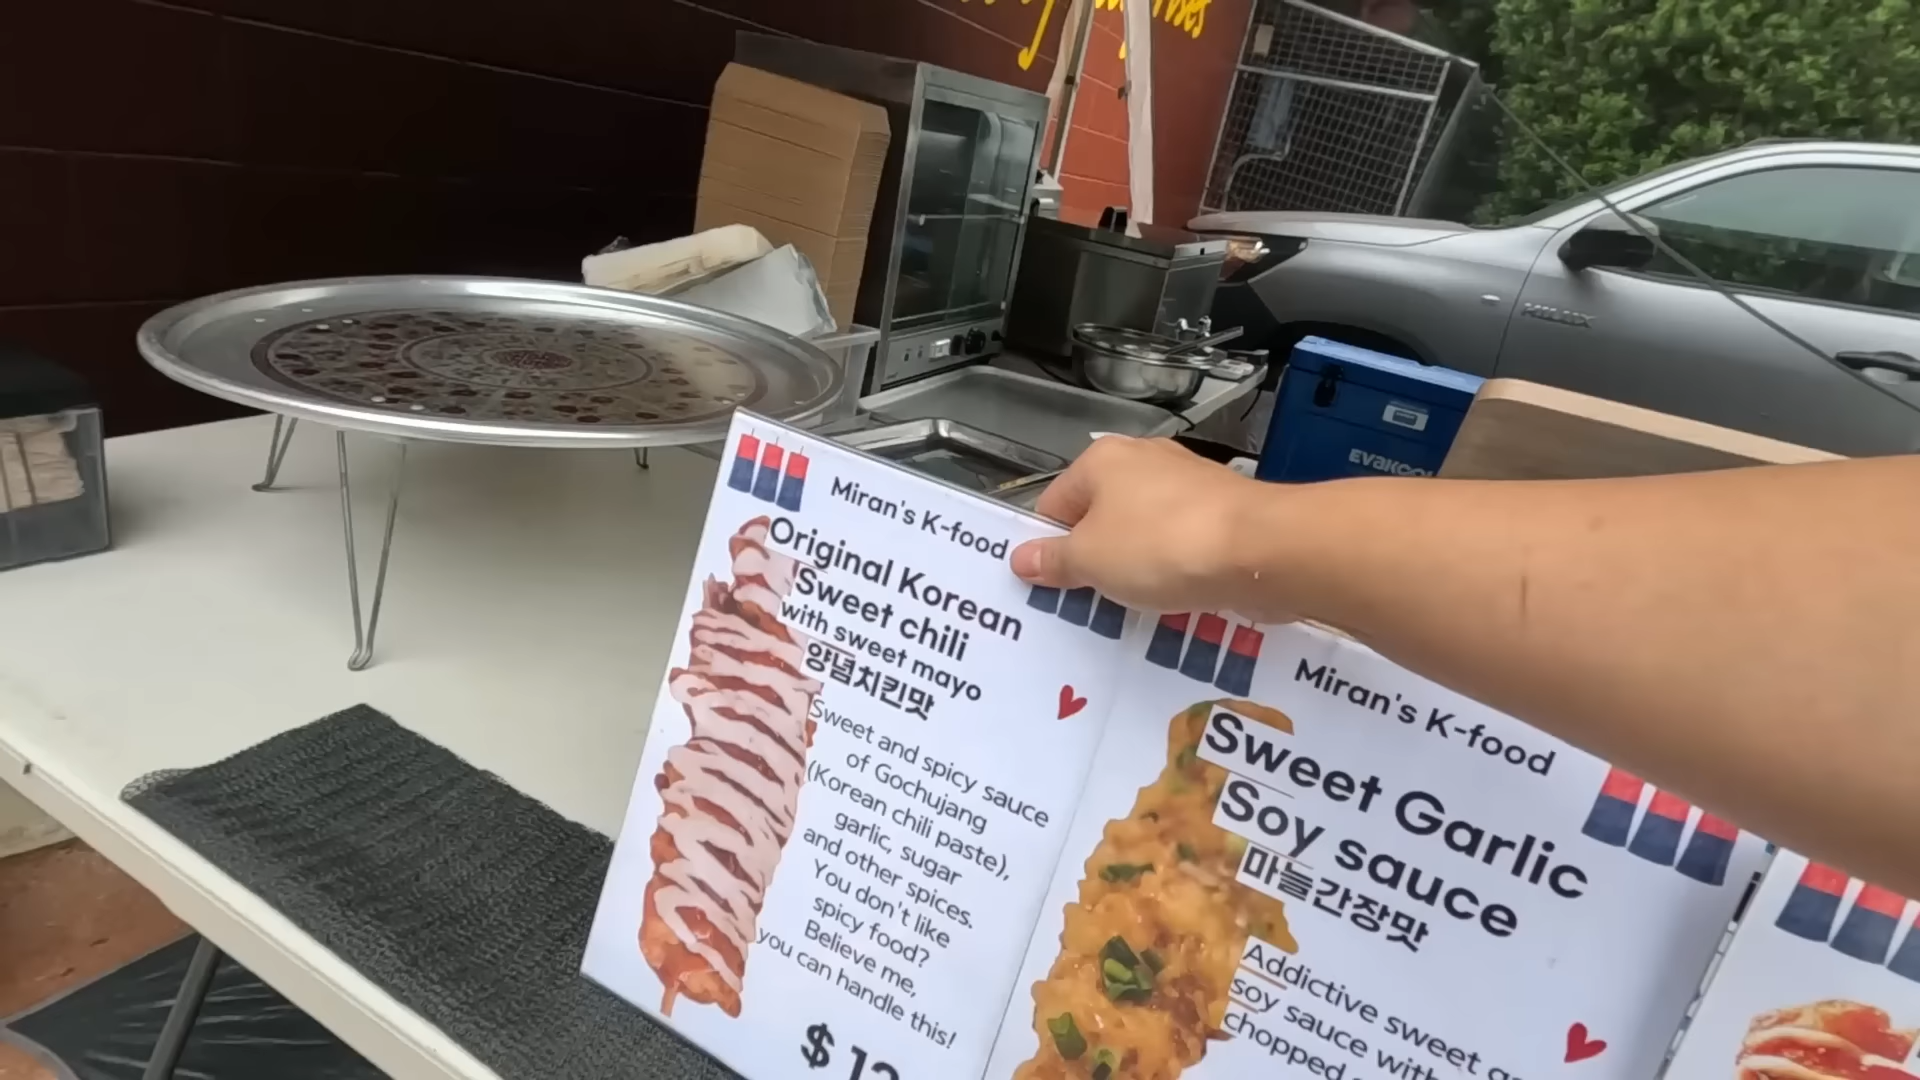 HILUX
EVAKOOL
Miran's K-food
Original Korean
Sweet chili
with sweet mayo
양념치킨맛
Sweet and spicy sauce
of Gochujang
(Korean chili paste),
garlic, sugar
and other spices.
You don't like
spicy food?
Believe me,
you can handle this!
$
Miran's K-food
Sweet Garlic
Soy sauce
마늘간장맛
Addictive sweet
soy sauce with
chopped